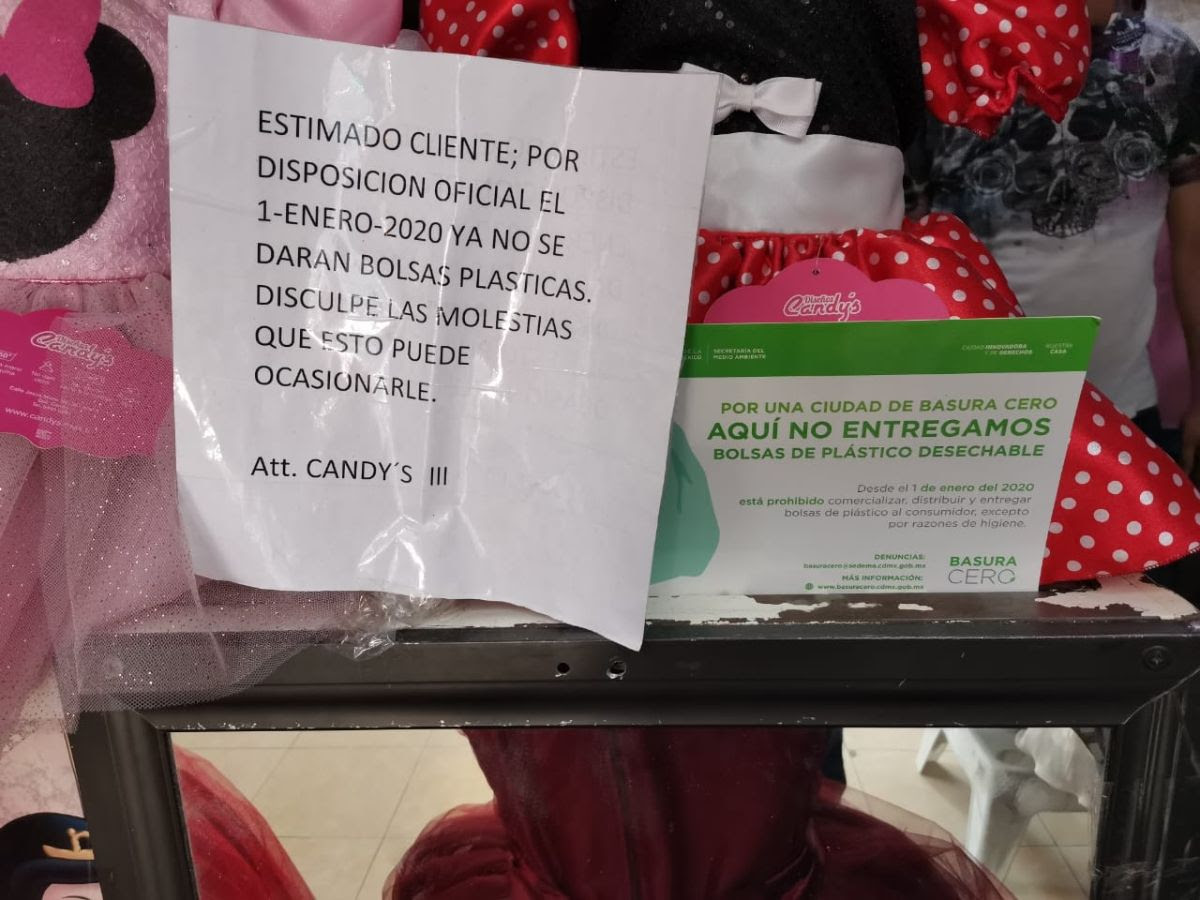 ESTIMADO CLIENTE; POR
DISPOSICION OFICIAL EL
1-ENERO-2020 YA NO SE
DARAN BOLSAS PLASTICAS.
DISCULPE LAS MOLESTIAS
QUE ESTO PUEDE
OCASIONARLE.
Att. CANDY´S III
Diseños
Candy's
SECRETARÍA DEL
MEDIO AMBIENTE
CIUDAD INNOVADORA
Y DE DERECHOS
NUESTRA
CASA
POR UNA CIUDAD DE BASURA CERO
AQUÍ NO ENTREGAMOS
BOLSAS DE PLÁSTICO DESECHABLE
Desde el 1 de enero del 2020
está prohibido comercializar, distribuir y entregar
bolsas de plástico al consumidor, excepto
por razones de higiene.
DENUNCIAS:
basuracero@sedema.cdmx.gob.mx
MÁS INFORMACIÓN:
www.basuracero.cdmx.gob.mx
BASURA
CERO
Diseños
Candy's